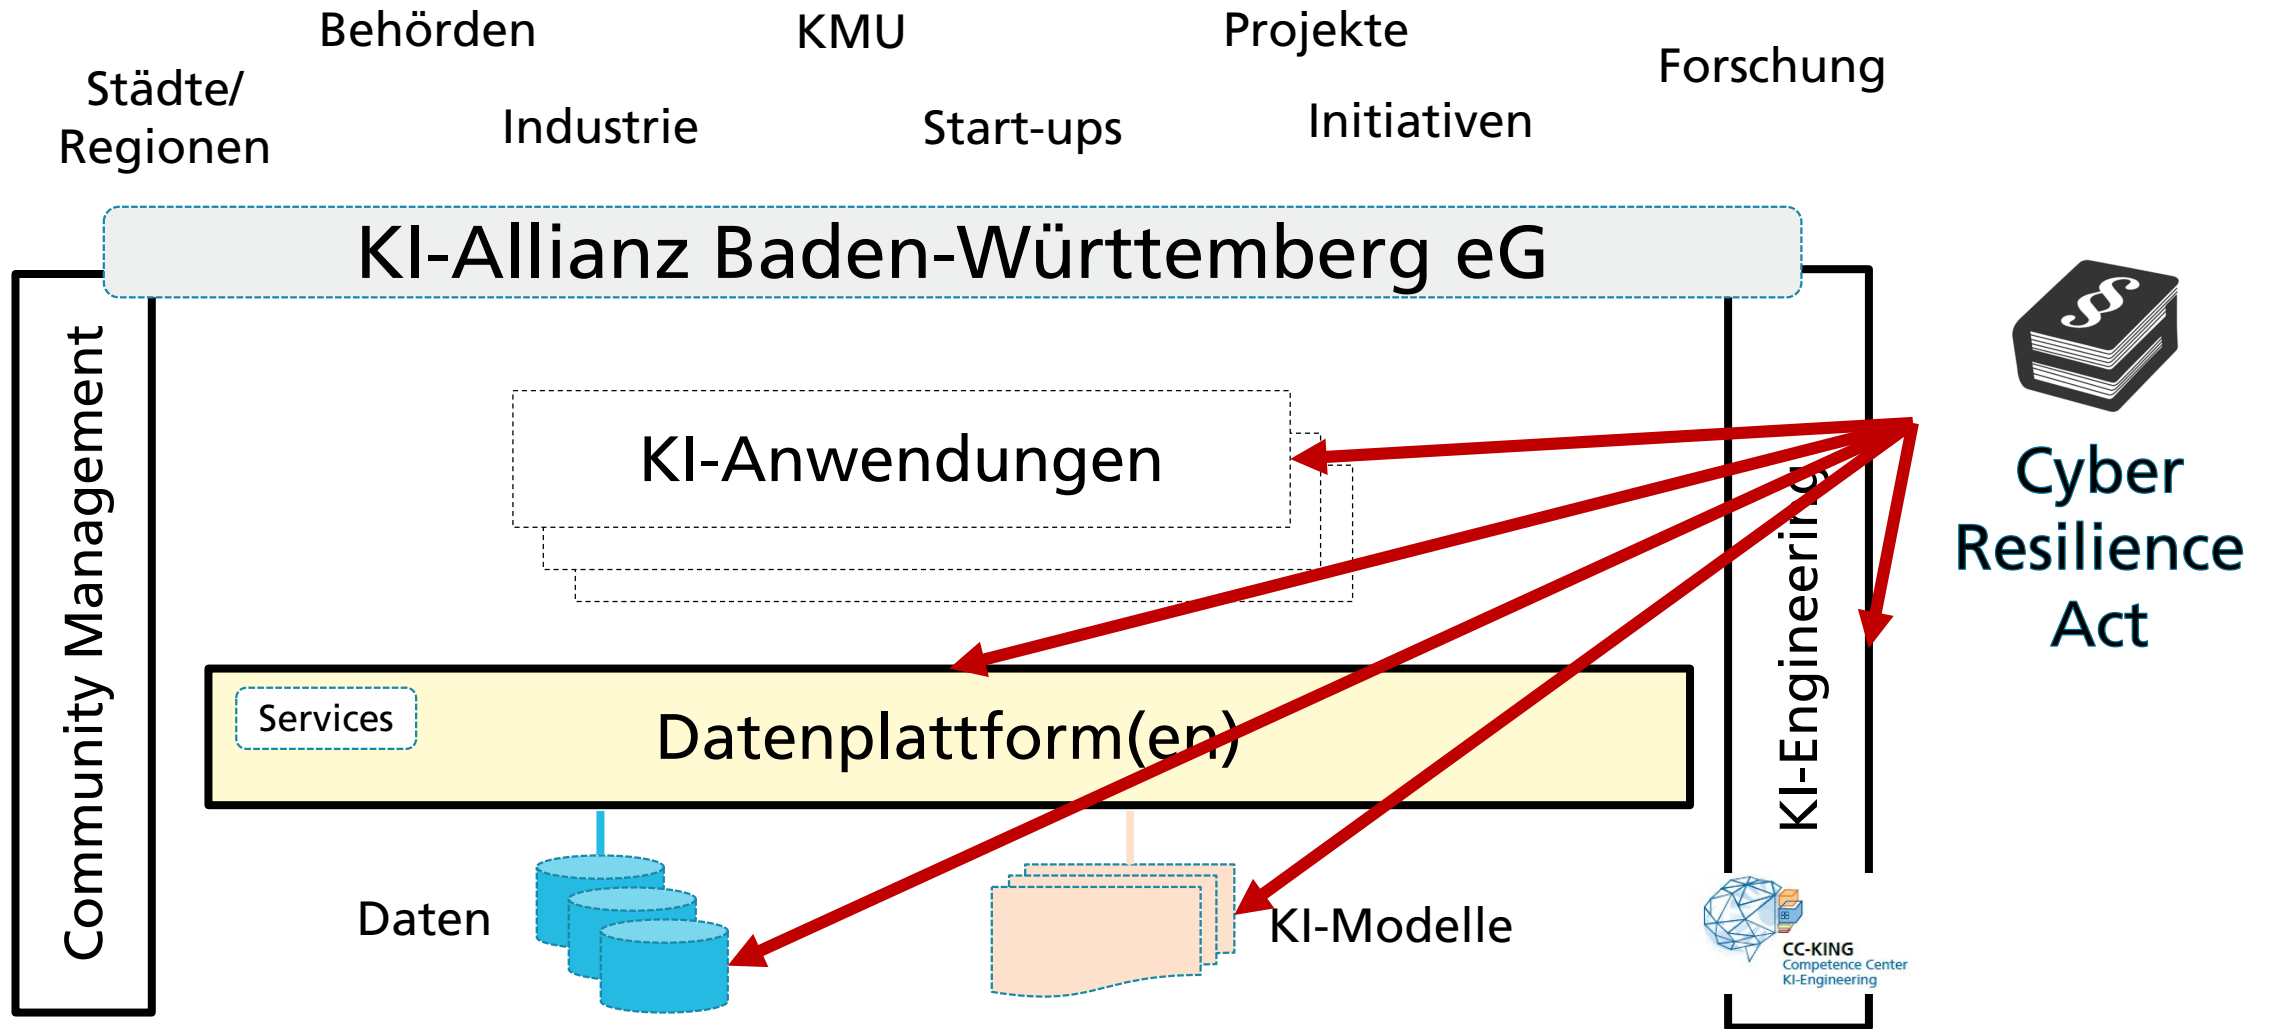 Behörden
KMU
Projekte
Forschung
Städte/
Regionen
Industrie
Start-ups
Initiativen
KI-Allianz Baden-Württemberg eG
Community Management
KI-Anwendungen
KI-Engineering
§
Cyber
Resilience
Act
Services
Datenplattform(en)
Daten
KI-Modelle
CC-KING
Competence Center
KI-Engineering